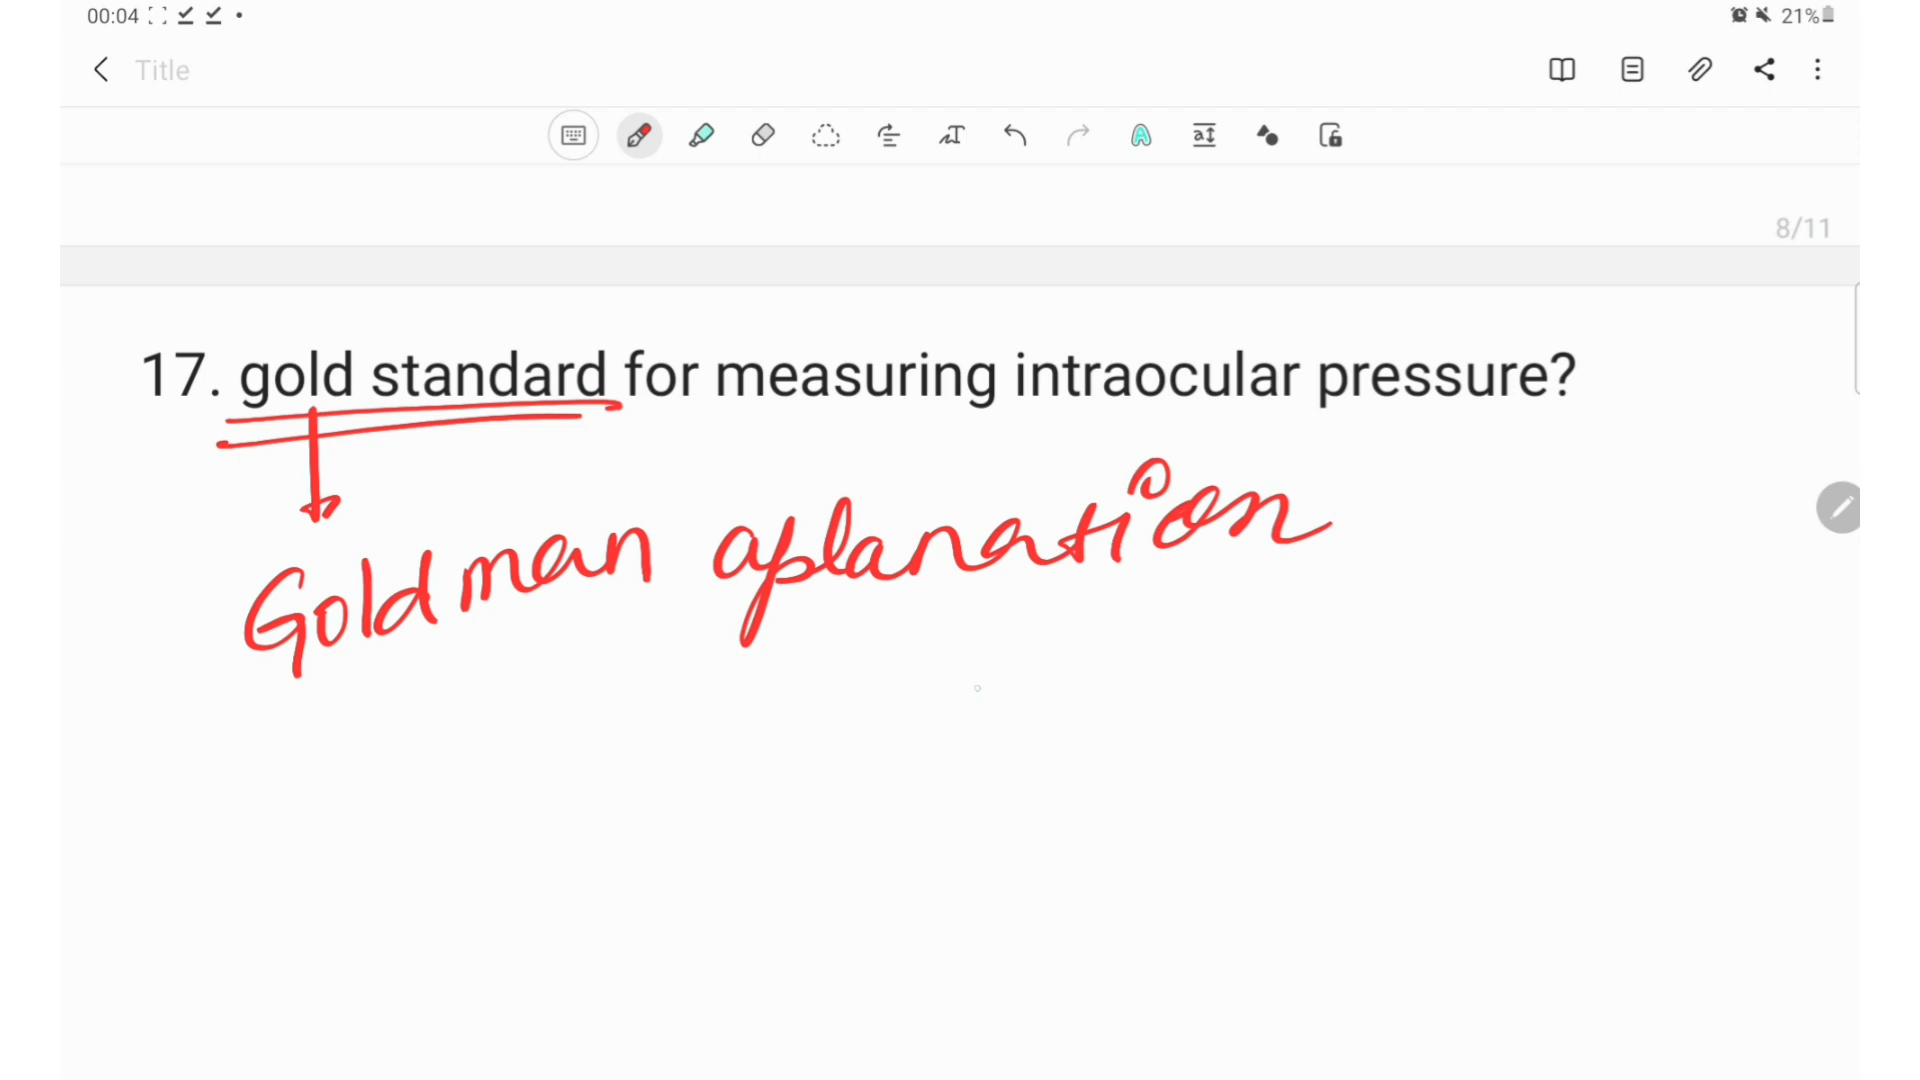 00:04 21%
Title
8/11
17. gold standard for measuring intraocular pressure?
Goldman aplanation